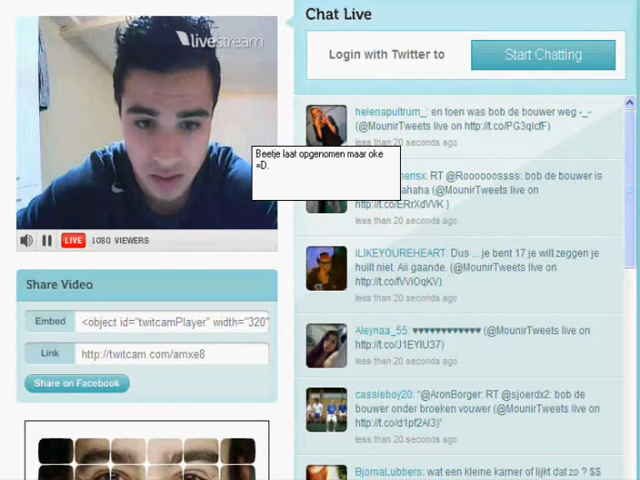 livestream
Chat Live
Login with Twitter to
Start Chatting
helenapultrum_: en toen was bob de bouwer weg -_-
(@MounirTweets live on http://t.co/PG3qIcfF)
less than 20 seconds ago
Beetje laat opgenomen maar oke
=D.
mensx: RT @Roooooossss: bob de bouwer is
ahaha (@MounirTweets live on
http://t.co/ErRxdVVK )
less than 20 seconds ago
LIVE 1080 VIEWERS
iLIKEYOUREHEART: Dus ... je bent 17 je wilt zeggen je
huilt niet. Aii gaande. (@MounirTweets live on
http://t.co/fVViOqKV)
less than 20 seconds ago
Share Video
Embed <object id="twitcamPlayer" width="320"
Link http://twitcam.com/amxe8
Share on Facebook
Aleynaa_55: ♥♥♥♥♥♥♥♥♥♥♥♥ (@MounirTweets live on
http://t.co/J1EYIU37)
less than 20 seconds ago
cassieboy20: "@AronBorger: RT @sjoerdx2: bob de
bouwer onder broeken vouwer (@MounirTweets live on
http://t.co/d1pf2Al3)"
less than 20 seconds ago
BjornaLubbers: wat een kleine kamer of lijkt dat zo ? $$